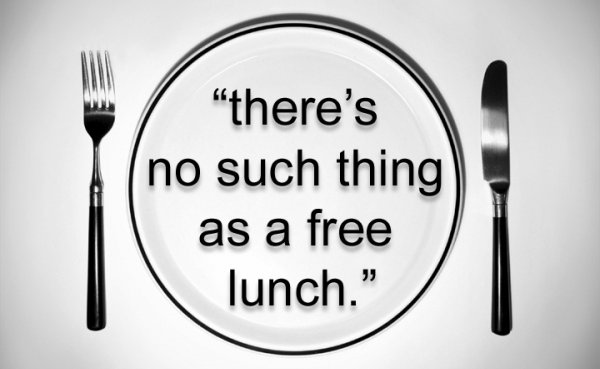 “there’s
no such thing
as a free
lunch.”